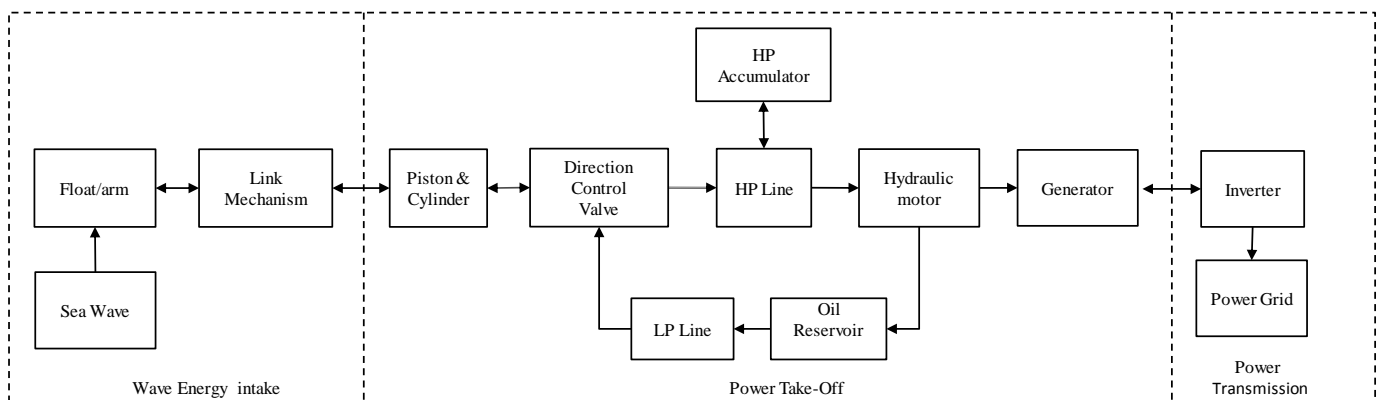 HP
Accumulator
Float/arm
Link
Mechanism
Piston &
Cylinder
Direction
Control
Valve
HP Line
Hydraulic
motor
Generator
Inverter
Sea Wave
LP Line
Oil
Reservoir
Power Grid
Wave Energy intake
Power Take-Off
Power
Transmission